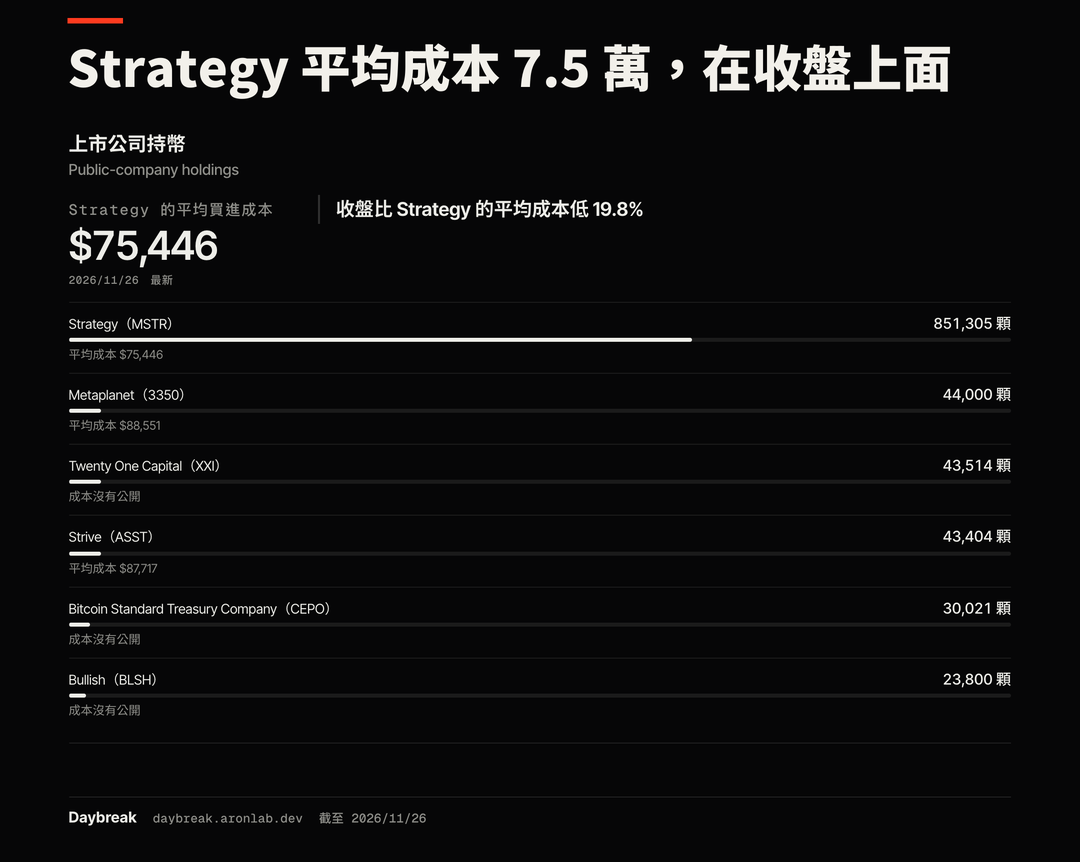 Strategy 平均成本 7.5 萬，在收盤上面
上市公司持幣
Public-company holdings
Strategy 的平均買進成本
收盤比 Strategy 的平均成本低 19.8%
$75,446
2026/11/26 最新
Strategy（MSTR） 851,305 顆
平均成本 $75,446
Metaplanet（3350） 44,000 顆
平均成本 $88,551
Twenty One Capital（XXI） 43,514 顆
成本沒有公開
Strive（ASST） 43,404 顆
平均成本 $87,717
Bitcoin Standard Treasury Company（CEPO） 30,021 顆
成本沒有公開
Bullish（BLSH） 23,800 顆
成本沒有公開
Daybreak daybreak.aronlab.dev 截至 2026/11/26